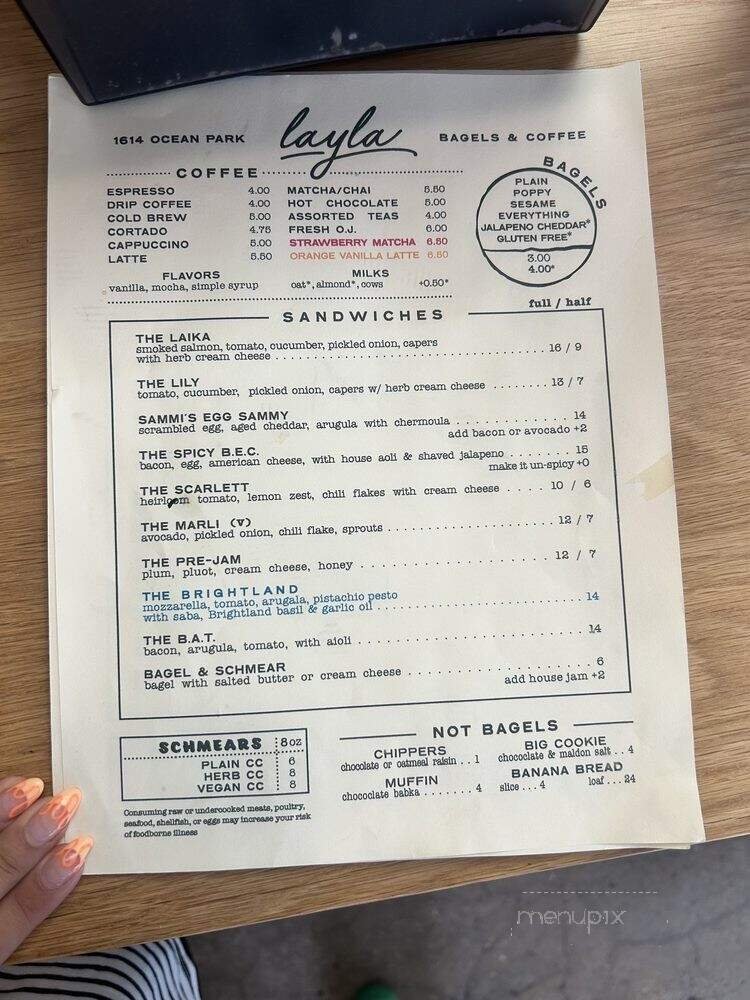 1614 OCEAN PARK
layla
BAGELS & COFFEE
COFFEE
ESPRESSO 4.00
DRIP COFFEE 4.00
COLD BREW 5.00
CORTADO 4.75
CAPPUCCINO 5.00
LATTE 5.50
MATCHA/CHAI 5.50
HOT CHOCOLATE 5.00
ASSORTED TEAS 4.00
FRESH O.J. 6.00
STRAWBERRY MATCHA 6.50
ORANGE VANILLA LATTE 6.50
FLAVORS
vanilla, mocha, simple syrup
MILKS
oat*, almond*, cows +0.50*
BAGELS
PLAIN
POPPY
SESAME
EVERYTHING
JALAPENO CHEDDAR*
GLUTEN FREE*
3.00
4.00*
full / half
SANDWICHES
THE LAIKA
smoked salmon, tomato, cucumber, pickled onion, capers
with herb cream cheese 16 / 9
THE LILY
tomato, cucumber, pickled onion, capers w/ herb cream cheese 13 / 7
SAMMI'S EGG SAMMY
scrambled egg, aged cheddar, arugula with chermoula 14
add bacon or avocado +2
THE SPICY B.E.C.
bacon, egg, american cheese, with house aoli & shaved jalapeno 15
make it un-spicy +0
THE SCARLETT
heirloom tomato, lemon zest, chili flakes with cream cheese 10 / 6
THE MARLI (V)
avocado, pickled onion, chili flake, sprouts 12 / 7
THE PRE-JAM
plum, pluot, cream cheese, honey 12 / 7
THE BRIGHTLAND
mozzarella, tomato, arugala, pistachio pesto
with saba, Brightland basil & garlic oil 14
THE B.A.T.
bacon, arugula, tomato, with aioli 14
BAGEL & SCHMEAR
bagel with salted butter or cream cheese 6
add house jam +2
SCHMEARS 8oz
PLAIN CC 6
HERB CC 8
VEGAN CC 8
Consuming raw or undercooked meats, poultry,
seafood, shellfish, or eggs may increase your risk
of foodborne illness
NOT BAGELS
CHIPPERS
chocolate or oatmeal raisin . . 1
MUFFIN
chococlate babka . . . . . . . 4
BIG COOKIE
chococlate & maldon salt . . 4
BANANA BREAD
slice . . . 4 loaf . . . 24
menupix